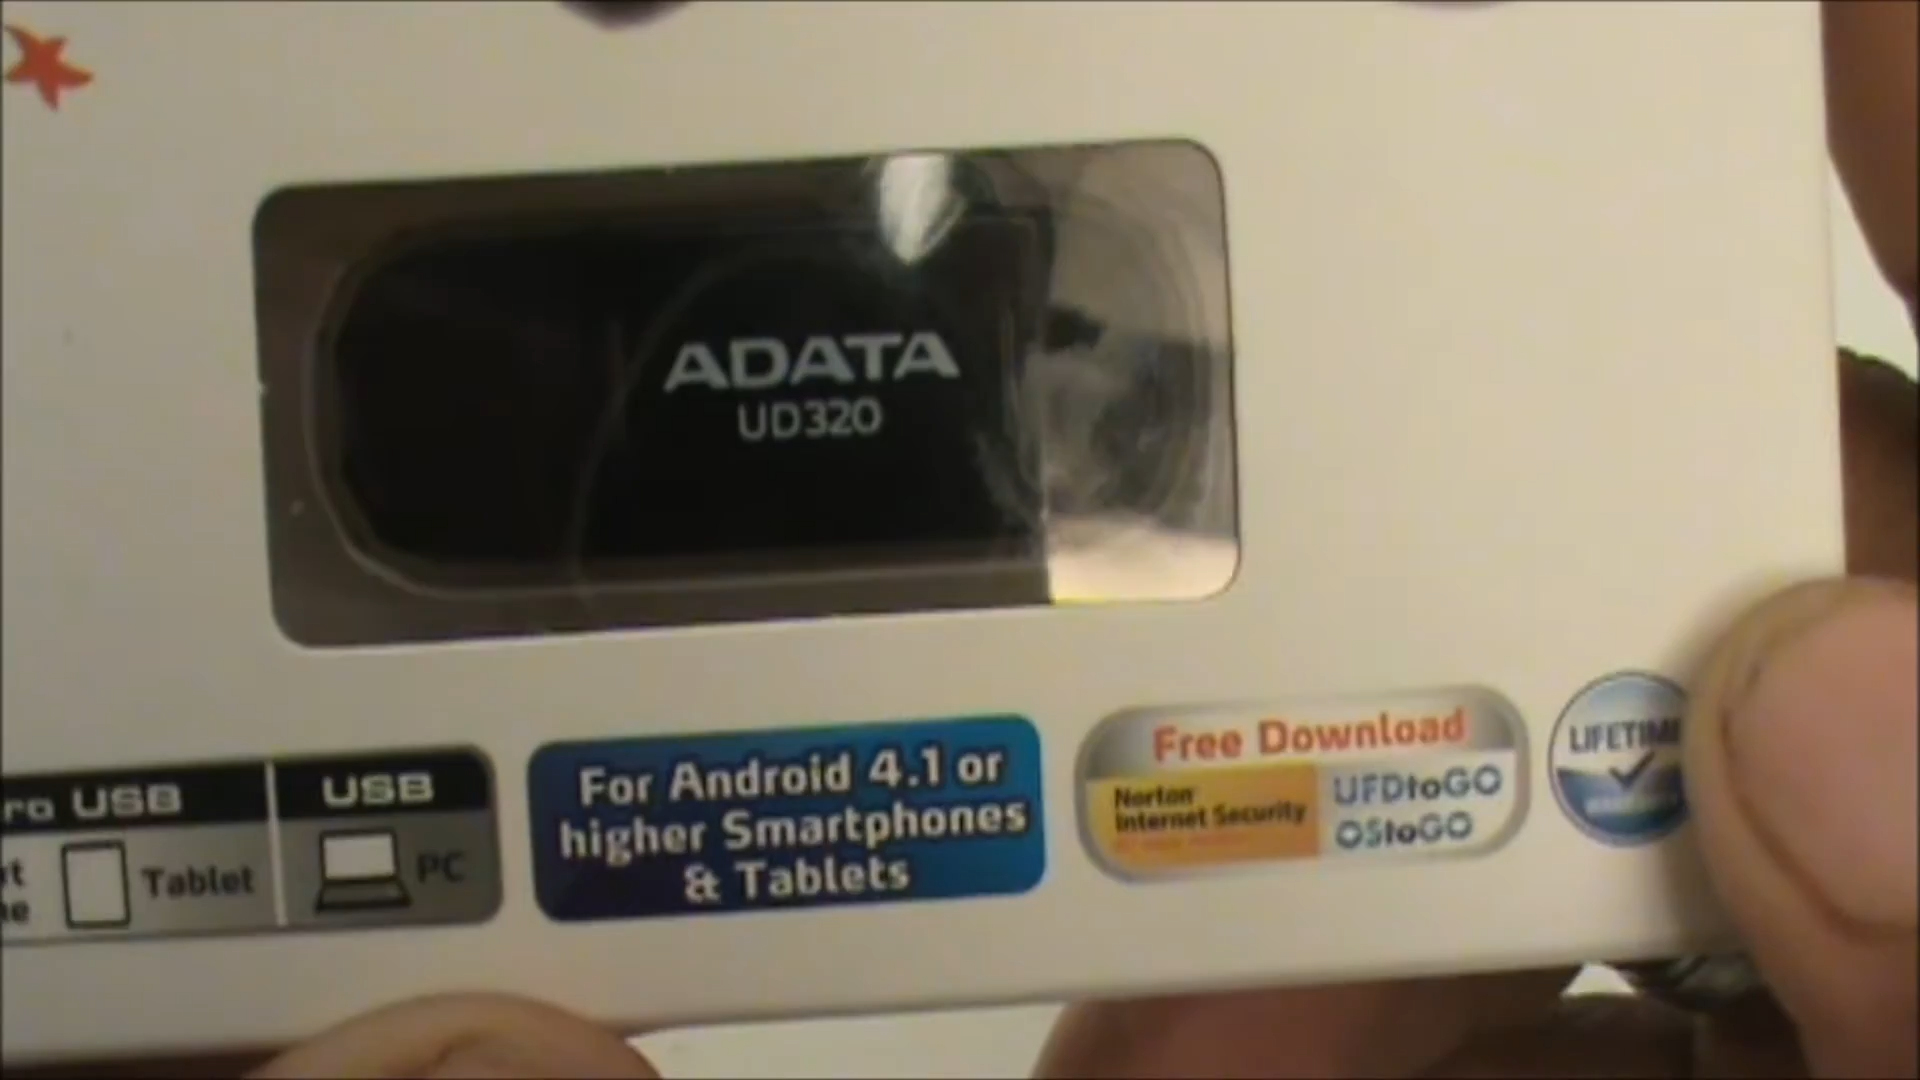 ADATA
UD320
USB
USB
Tablet
PC
For Android 4.1 or
higher Smartphones
& Tablets
Free Download
Norton
Internet Security
UFDtoGO
OStoGO